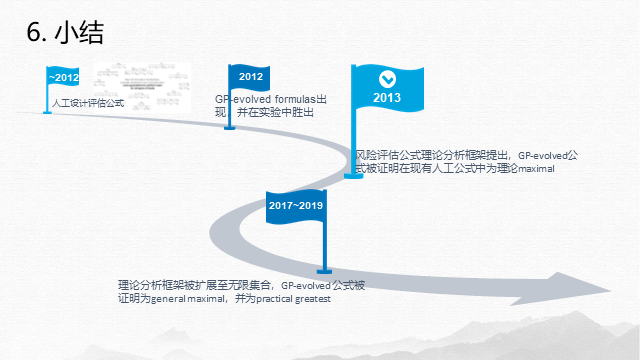 6. 小结
~2012
人工设计评估公式
2012
GP-evolved formulas出
现，并在实验中胜出
2013
风险评估公式理论分析框架提出，GP-evolved公
式被证明在现有人工公式中为理论maximal
2017~2019
理论分析框架被扩展至无限集合，GP-evolved 公式被
证明为general maximal，并为practical greatest